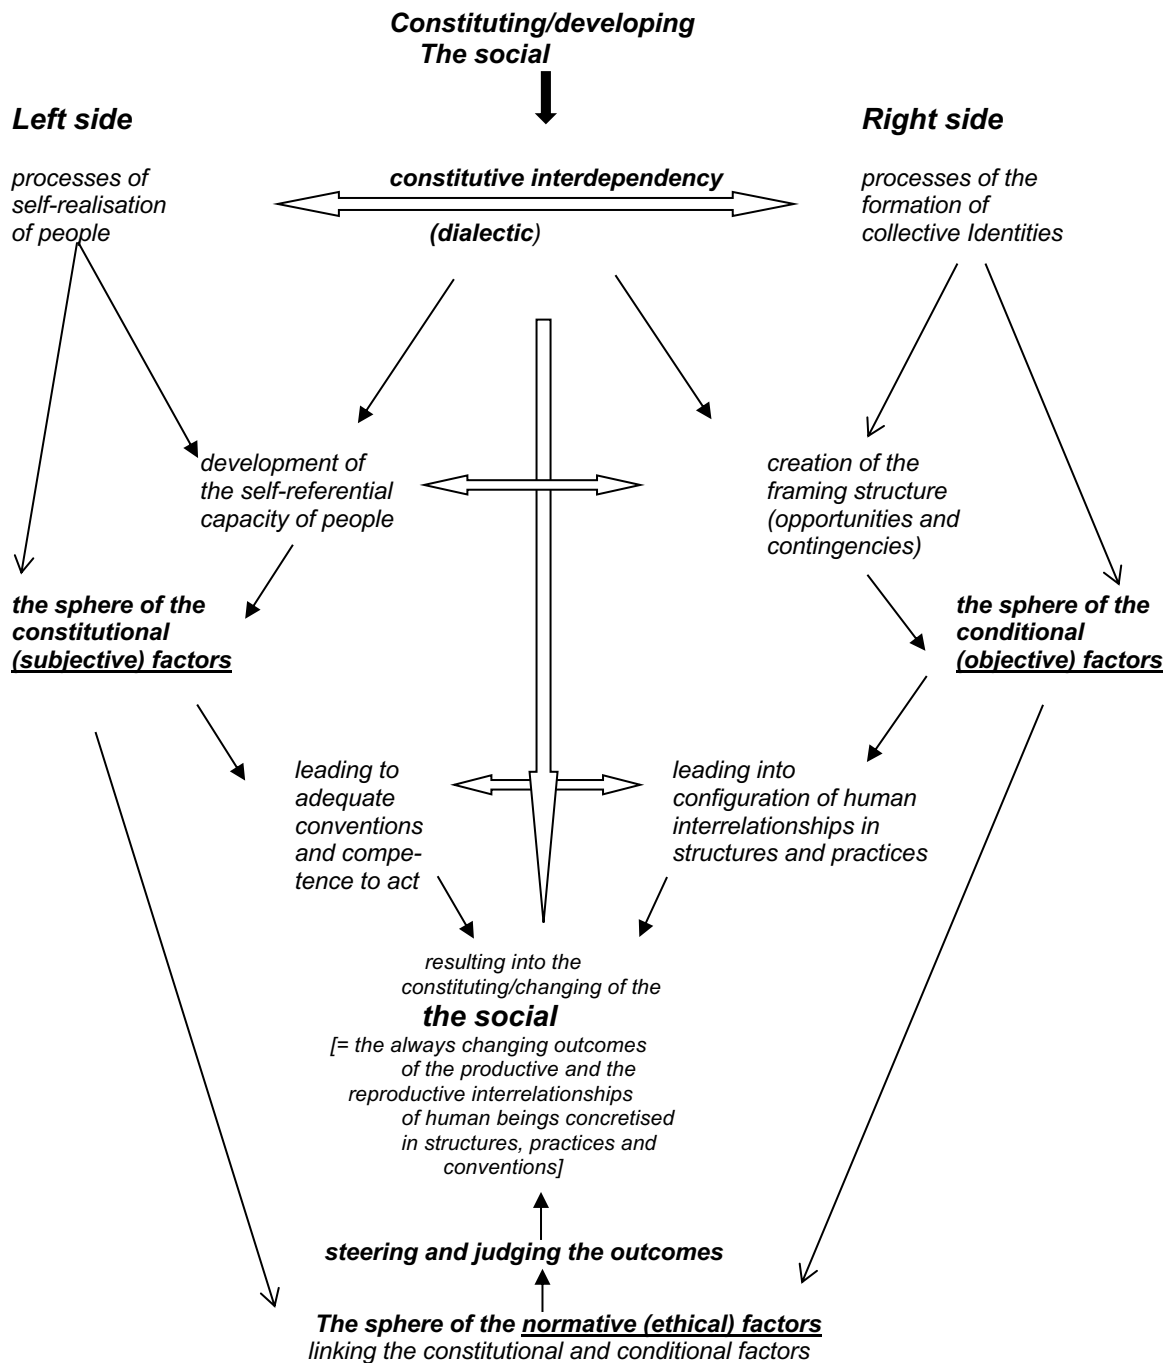 Constituting/developing
The social
Left side
Right side
processes of
self-realisation
of people
constitutive interdependency
(dialectic)
processes of the
formation of
collective Identities
development of
the self-referential
capacity of people
creation of the
framing structure
(opportunities and
contingencies)
the sphere of the
constitutional
(subjective) factors
the sphere of the
conditional
(objective) factors
leading to
adequate
conventions
and compe-
tence to act
leading into
configuration of human
interrelationships in
structures and practices
resulting into the
constituting/changing of the
the social
[= the always changing outcomes
of the productive and the
reproductive interrelationships
of human beings concretised
in structures, practices and
conventions]
steering and judging the outcomes
The sphere of the normative (ethical) factors
linking the constitutional and conditional factors